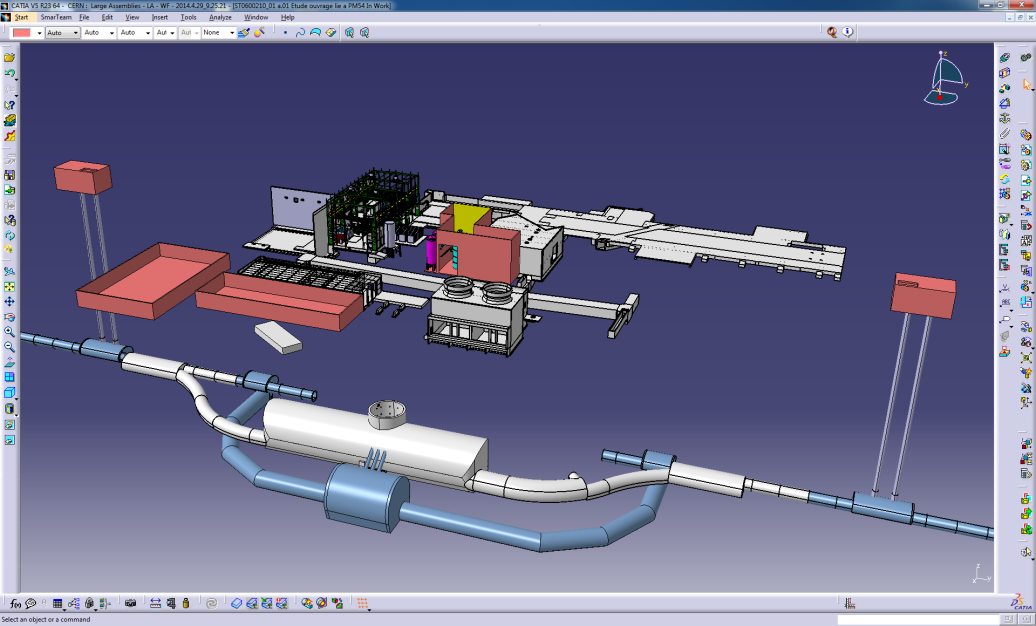 CATIA V5 R23 64 - CERN : Large Assemblies - LA - WF - 2014.4.29_9.25.21 - [ST0600210_01 a.01 Etude ouvrage lie a PM54 In Work]
Start SmarTeam File Edit View Insert Tools Analyze Window Help
Auto Auto Auto Aut Aut None
z
y
z
x y
f(x)
CATIA
Select an object or a command